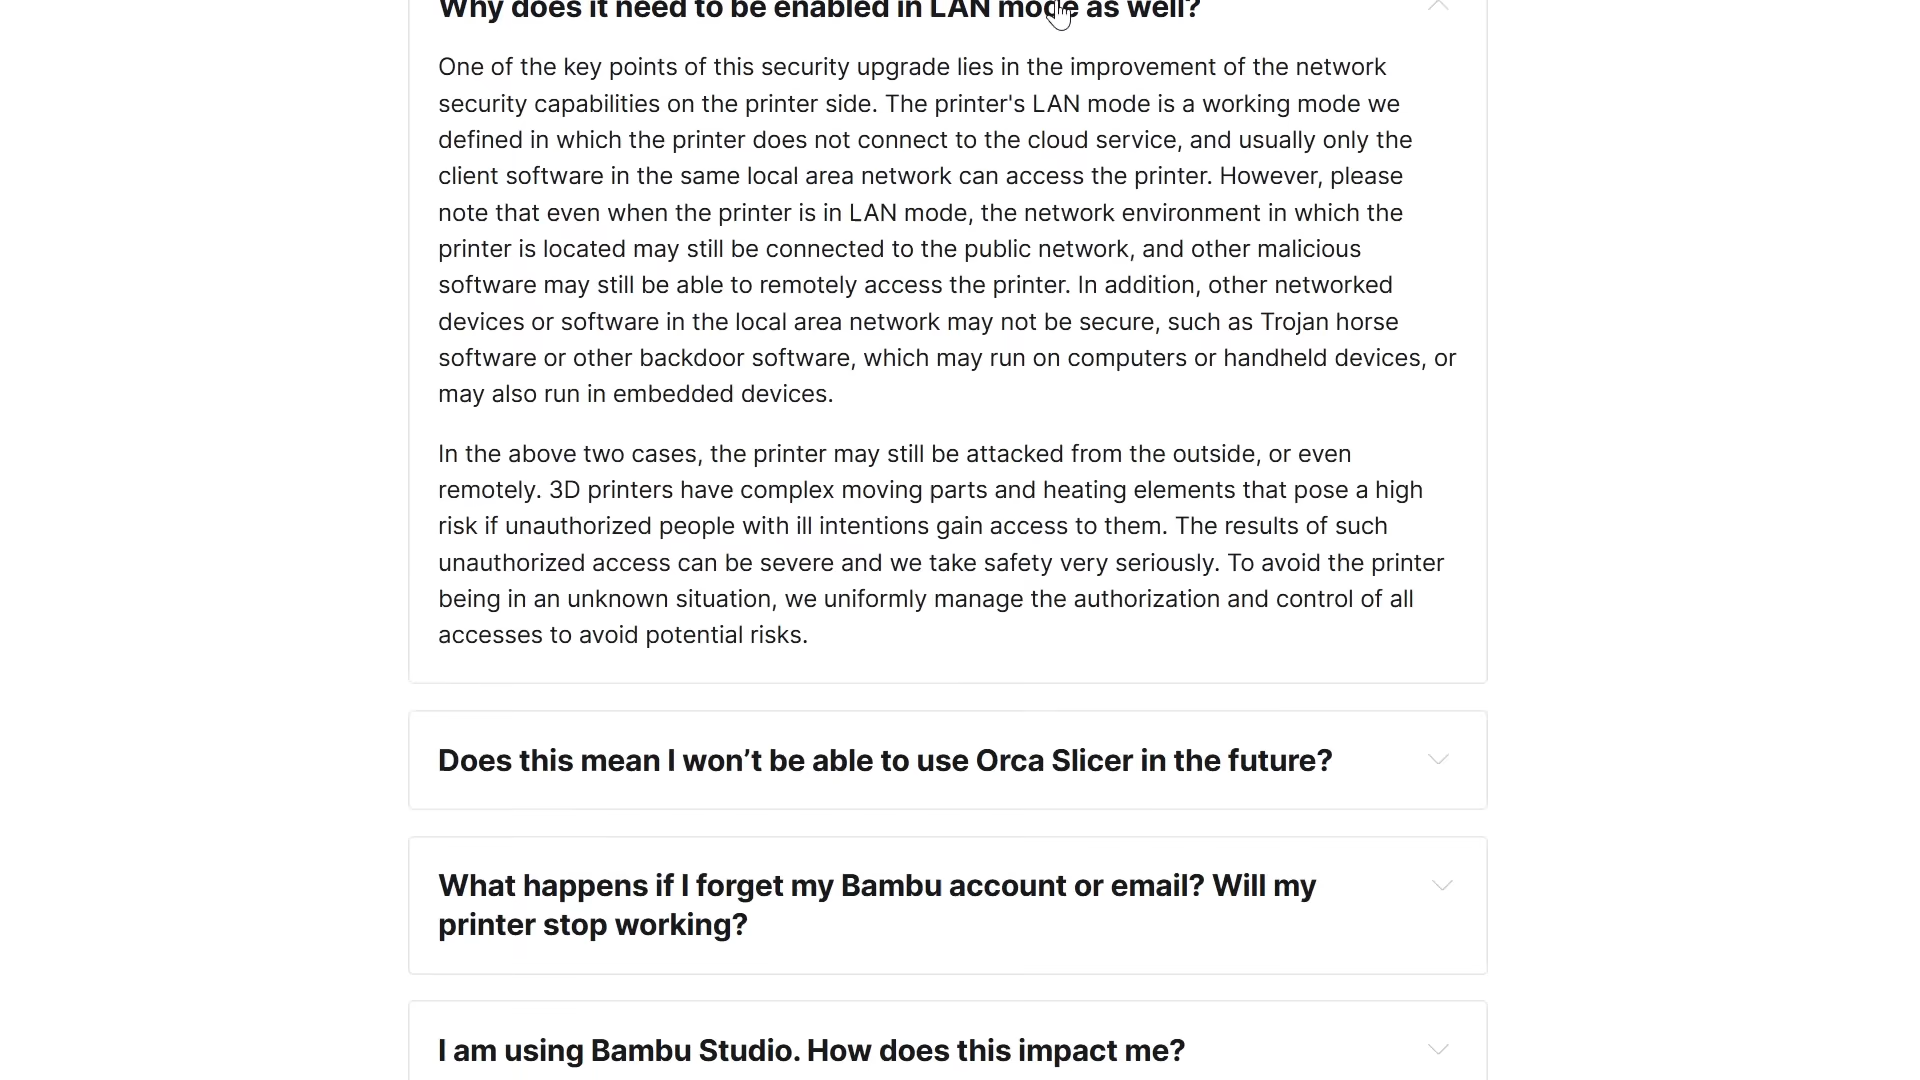 Why does it need to be enabled in LAN mode as well?
One of the key points of this security upgrade lies in the improvement of the network
security capabilities on the printer side. The printer's LAN mode is a working mode we
defined in which the printer does not connect to the cloud service, and usually only the
client software in the same local area network can access the printer. However, please
note that even when the printer is in LAN mode, the network environment in which the
printer is located may still be connected to the public network, and other malicious
software may still be able to remotely access the printer. In addition, other networked
devices or software in the local area network may not be secure, such as Trojan horse
software or other backdoor software, which may run on computers or handheld devices, or
may also run in embedded devices.
In the above two cases, the printer may still be attacked from the outside, or even
remotely. 3D printers have complex moving parts and heating elements that pose a high
risk if unauthorized people with ill intentions gain access to them. The results of such
unauthorized access can be severe and we take safety very seriously. To avoid the printer
being in an unknown situation, we uniformly manage the authorization and control of all
accesses to avoid potential risks.
Does this mean I won’t be able to use Orca Slicer in the future?
What happens if I forget my Bambu account or email? Will my
printer stop working?
I am using Bambu Studio. How does this impact me?